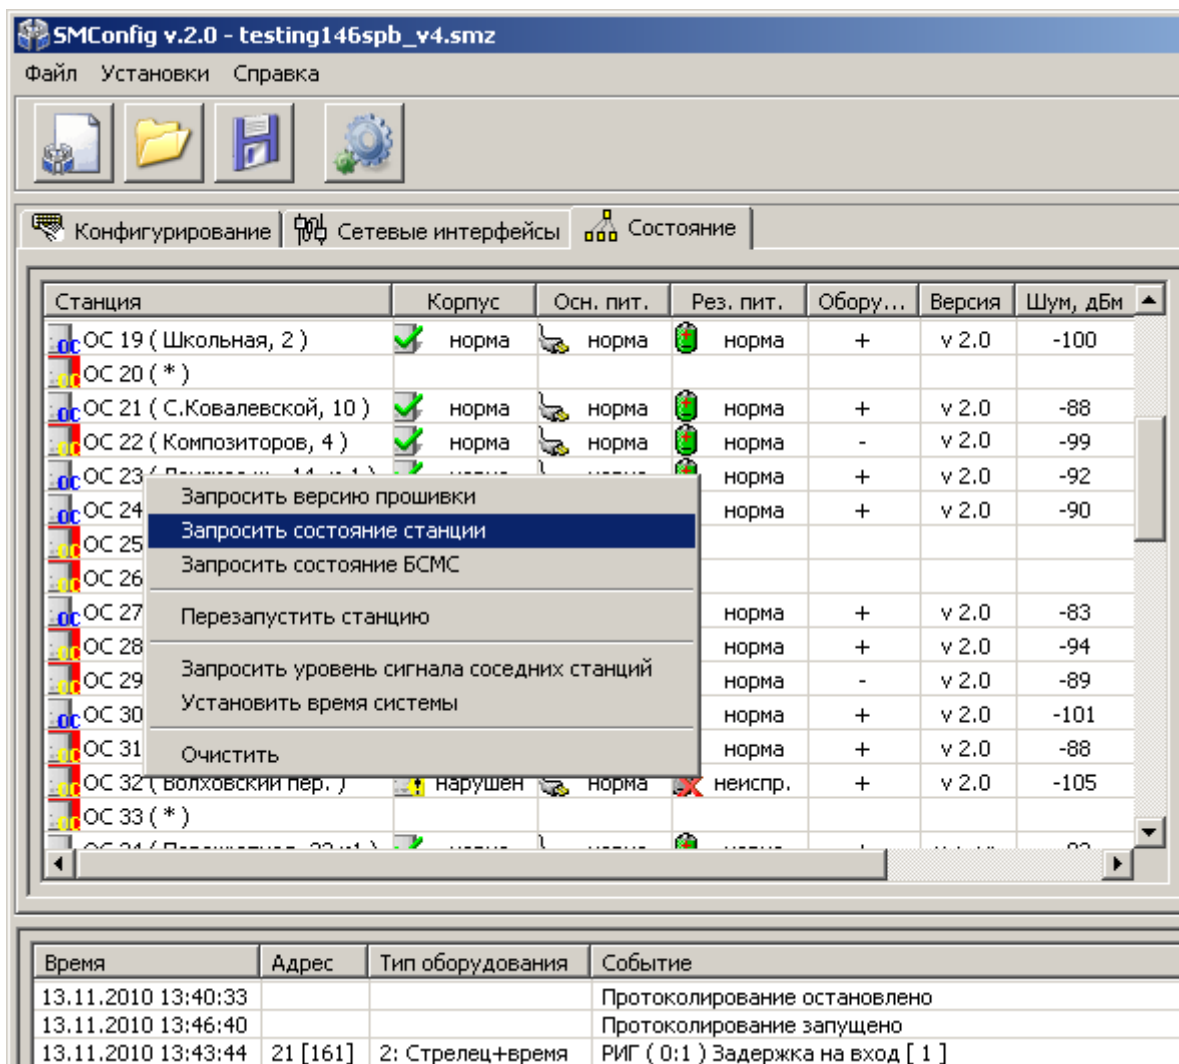 SMConfig v.2.0 - testing146spb_v4.smz
Файл Установки Справка
Конфигурирование Сетевые интерфейсы Состояние
Станция Корпус Осн. пит. Рез. пит. Обору... Версия Шум, дБм
ОС 19 ( Школьная, 2 ) норма норма норма + v 2.0 -100
ОС 20 ( * )
ОС 21 ( С.Ковалевской, 10 ) норма норма норма + v 2.0 -88
ОС 22 ( Композиторов, 4 ) норма норма норма - v 2.0 -99
ОС 23 норма + v 2.0 -92
Запросить версию прошивки
ОС 24 норма + v 2.0 -90
Запросить состояние станции
ОС 25
Запросить состояние БСМС
ОС 26
ОС 27 норма + v 2.0 -83
Перезапустить станцию
ОС 28 норма + v 2.0 -94
Запросить уровень сигнала соседних станций
ОС 29 норма - v 2.0 -89
Установить время системы
ОС 30 норма + v 2.0 -101
ОС 31 норма + v 2.0 -88
Очистить
ОС 32 ( Волховский пер. ) нарушен норма неиспр. + v 2.0 -105
ОС 33 ( * )
Время Адрес Тип оборудования Событие
13.11.2010 13:40:33 Протоколирование остановлено
13.11.2010 13:46:40 Протоколирование запущено
13.11.2010 13:43:44 21 [161] 2: Стрелец+время РИГ ( 0:1 ) Задержка на вход [ 1 ]